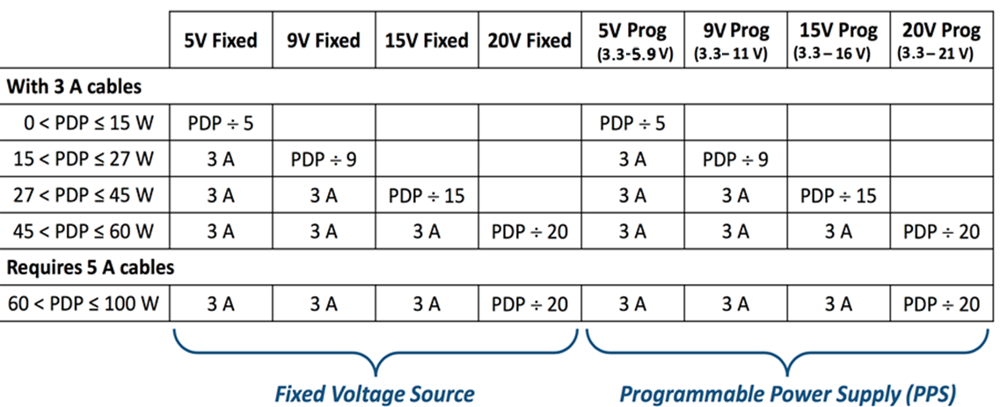 5V Fixed 9V Fixed 15V Fixed 20V Fixed 5V Prog 9V Prog 15V Prog 20V Prog
(3.3-5.9 V) (3.3– 11 V) (3.3– 16 V) (3.3– 21 V)
With 3 A cables
0 < PDP ≤ 15 W PDP ÷ 5 PDP ÷ 5
15 < PDP ≤ 27 W 3 A PDP ÷ 9 3 A PDP ÷ 9
27 < PDP ≤ 45 W 3 A 3 A PDP ÷ 15 3 A 3 A PDP ÷ 15
45 < PDP ≤ 60 W 3 A 3 A 3 A PDP ÷ 20 3 A 3 A 3 A PDP ÷ 20
Requires 5 A cables
60 < PDP ≤ 100 W 3 A 3 A 3 A PDP ÷ 20 3 A 3 A 3 A PDP ÷ 20
Fixed Voltage Source Programmable Power Supply (PPS)